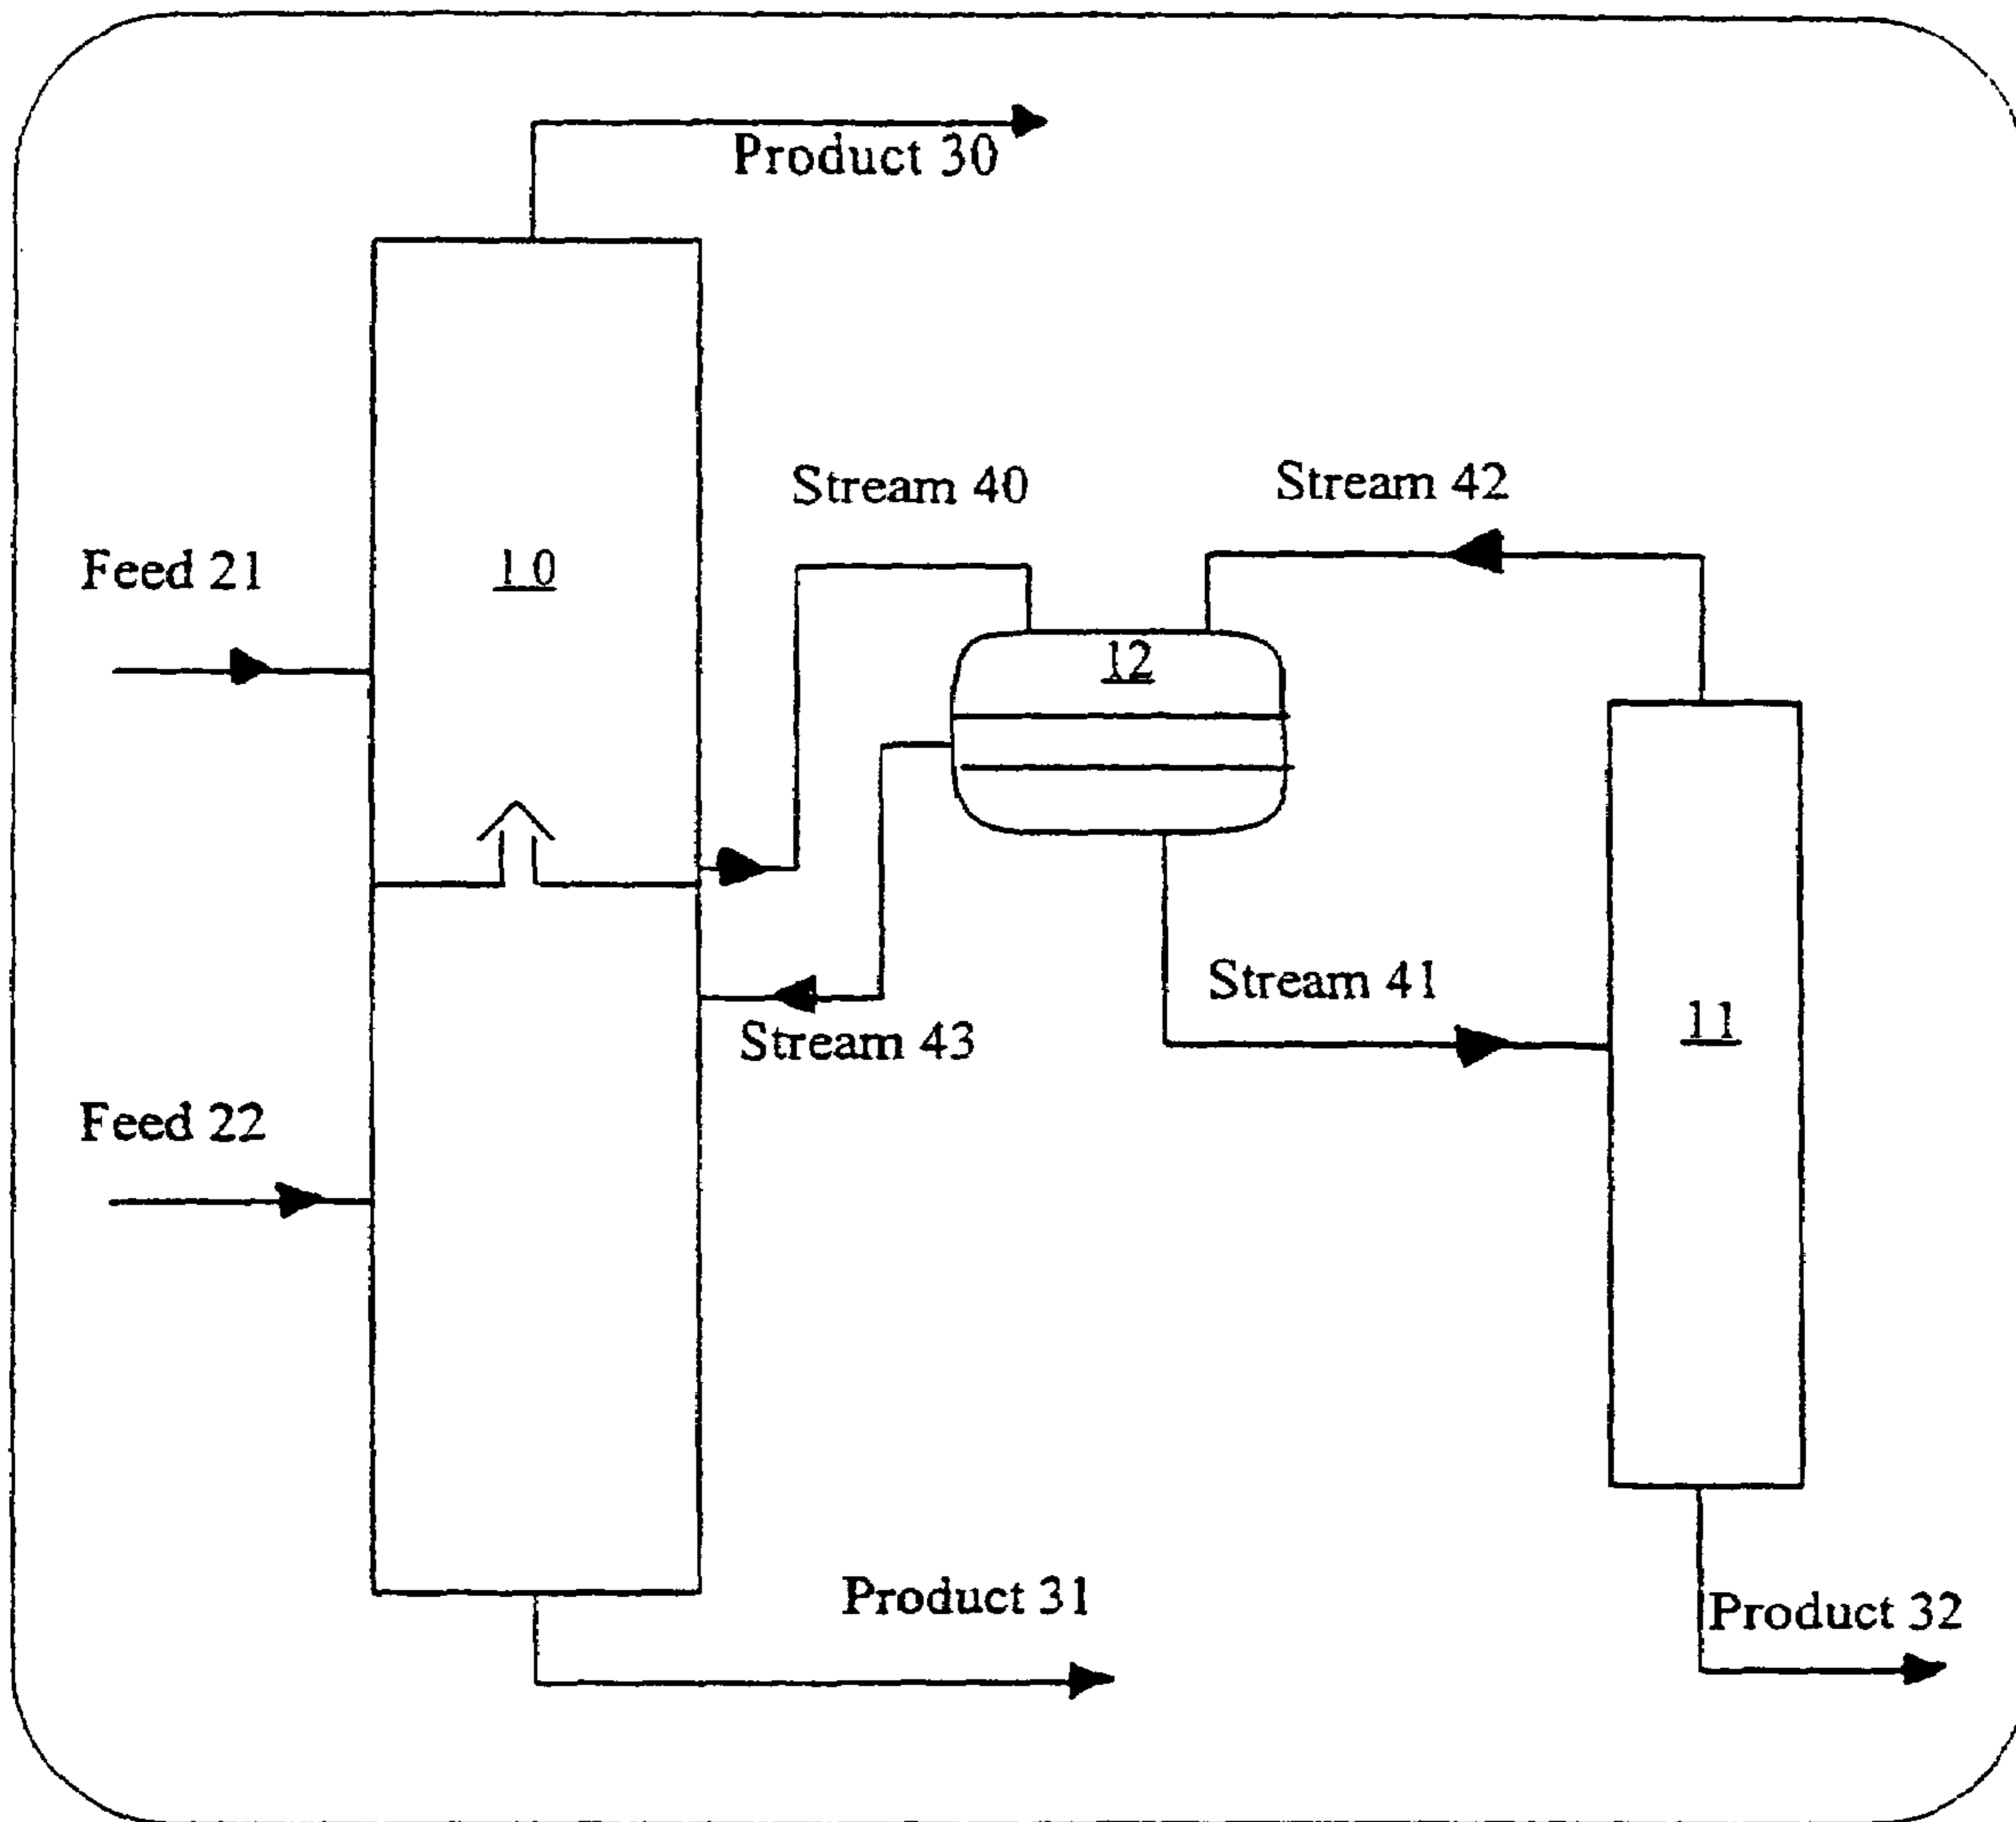 Product 30
Stream 40
Stream 42
Feed 21
10
12
Stream 41
11
Stream 43
Feed 22
Product 31
Product 32